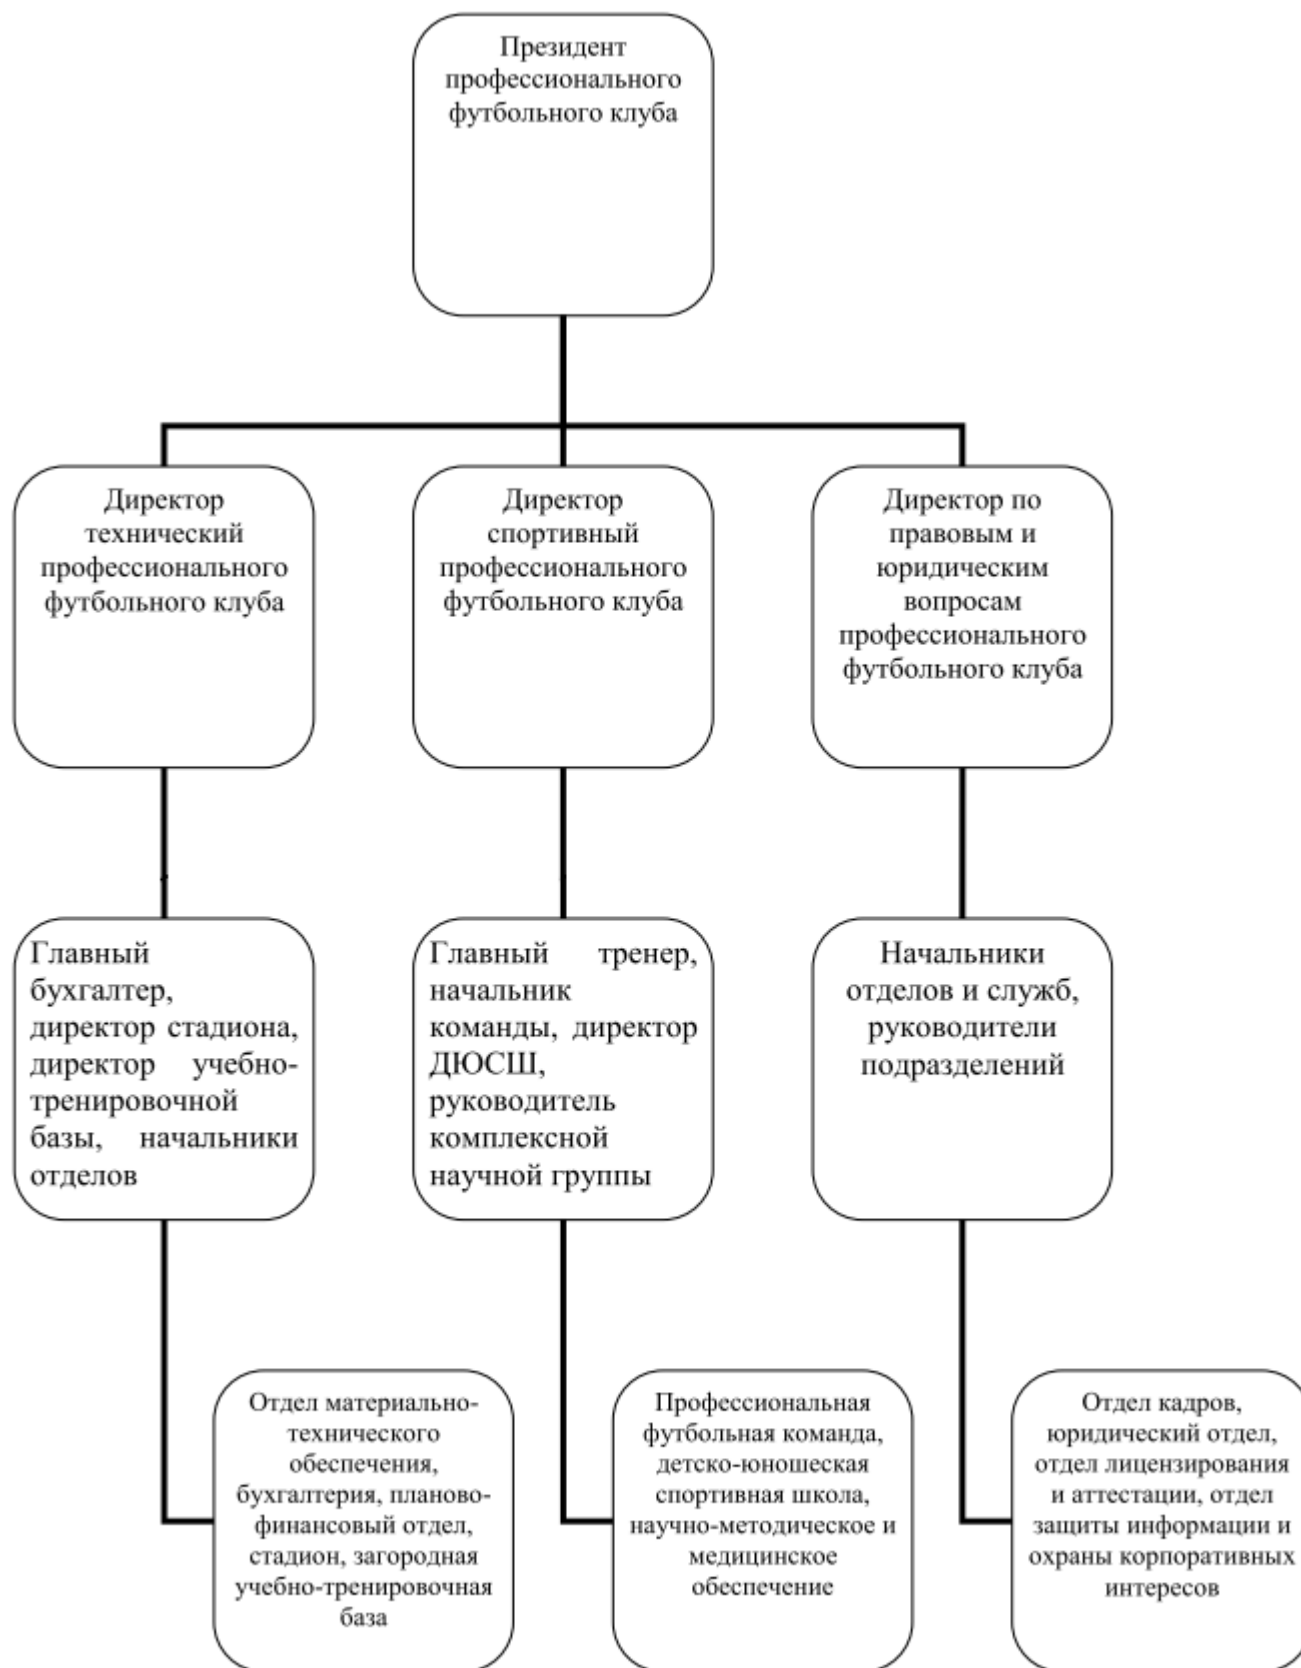 Президент
профессионального
футбольного клуба
Директор
технический
профессионального
футбольного клуба
Директор
спортивный
профессионального
футбольного клуба
Директор по
правовым и
юридическим
вопросам
профессионального
футбольного клуба
Главный
бухгалтер,
директор стадиона,
директор учебно-
тренировочной
базы, начальники
отделов
Главный тренер,
начальник
команды, директор
ДЮСШ,
руководитель
комплексной
научной группы
Начальники
отделов и служб,
руководители
подразделений
Отдел материально-
технического
обеспечения,
бухгалтерия, планово-
финансовый отдел,
стадион, загородная
учебно-тренировочная
база
Профессиональная
футбольная команда,
детско-юношеская
спортивная школа,
научно-методическое и
медицинское
обеспечение
Отдел кадров,
юридический отдел,
отдел лицензирования
и аттестации, отдел
защиты информации и
охраны корпоративных
интересов